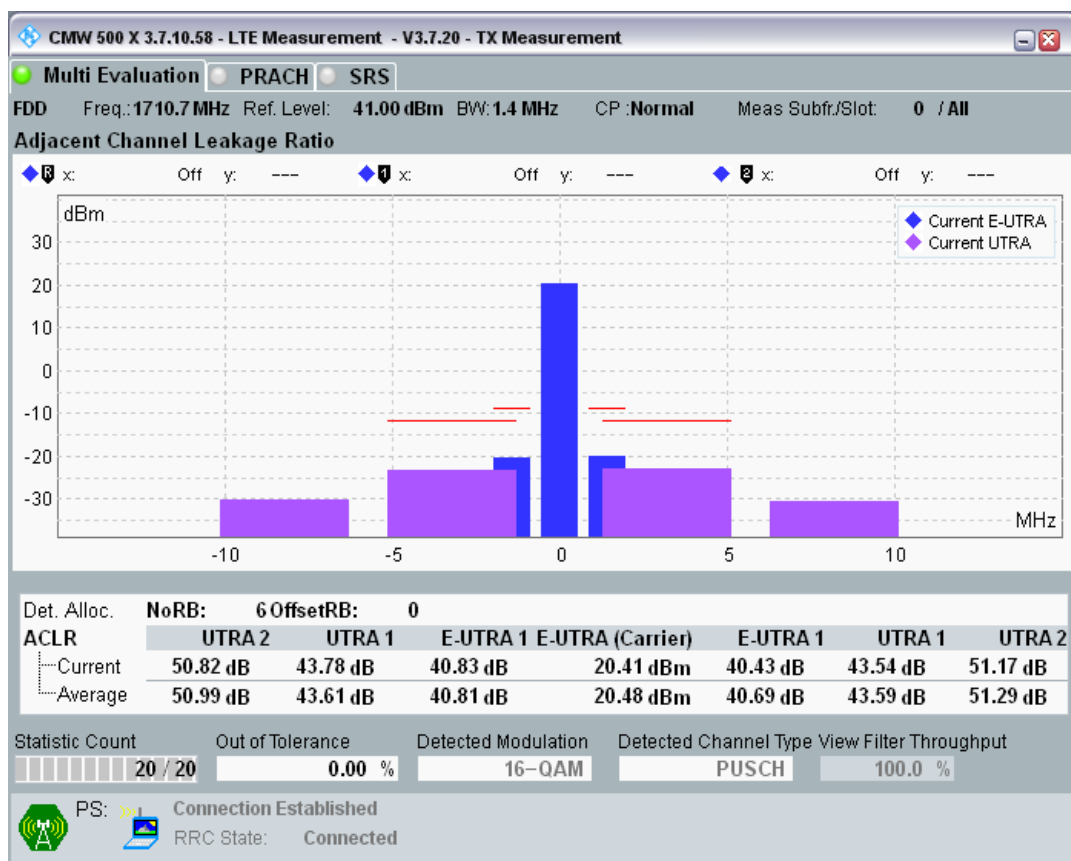 CMW 500 X 3.7.10.58 - LTE Measurement - V3.7.20 - TX Measurement
Multi Evaluation PRACH SRS
FDD Freq.: 1710.7 MHz Ref. Level: 41.00 dBm BW: 1.4 MHz CP :Normal Meas Subfr./Slot: 0 / All
Adjacent Channel Leakage Ratio
R x: Off y: --- 1 x: Off y: --- 2 x: Off y: ---
dBm
Current E-UTRA
Current UTRA
30
20
10
0
-10
-20
-30
MHz
-10 -5 0 5 10
Det. Alloc. NoRB: 6 OffsetRB: 0
ACLR UTRA 2 UTRA 1 E-UTRA 1 E-UTRA (Carrier) E-UTRA 1 UTRA 1 UTRA 2
Current 50.82 dB 43.78 dB 40.83 dB 20.41 dBm 40.43 dB 43.54 dB 51.17 dB
Average 50.99 dB 43.61 dB 40.81 dB 20.48 dBm 40.69 dB 43.59 dB 51.29 dB
Statistic Count Out of Tolerance Detected Modulation Detected Channel Type View Filter Throughput
20 / 20 0.00 % 16-QAM PUSCH 100.0 %
PS: Connection Established
RRC State: Connected